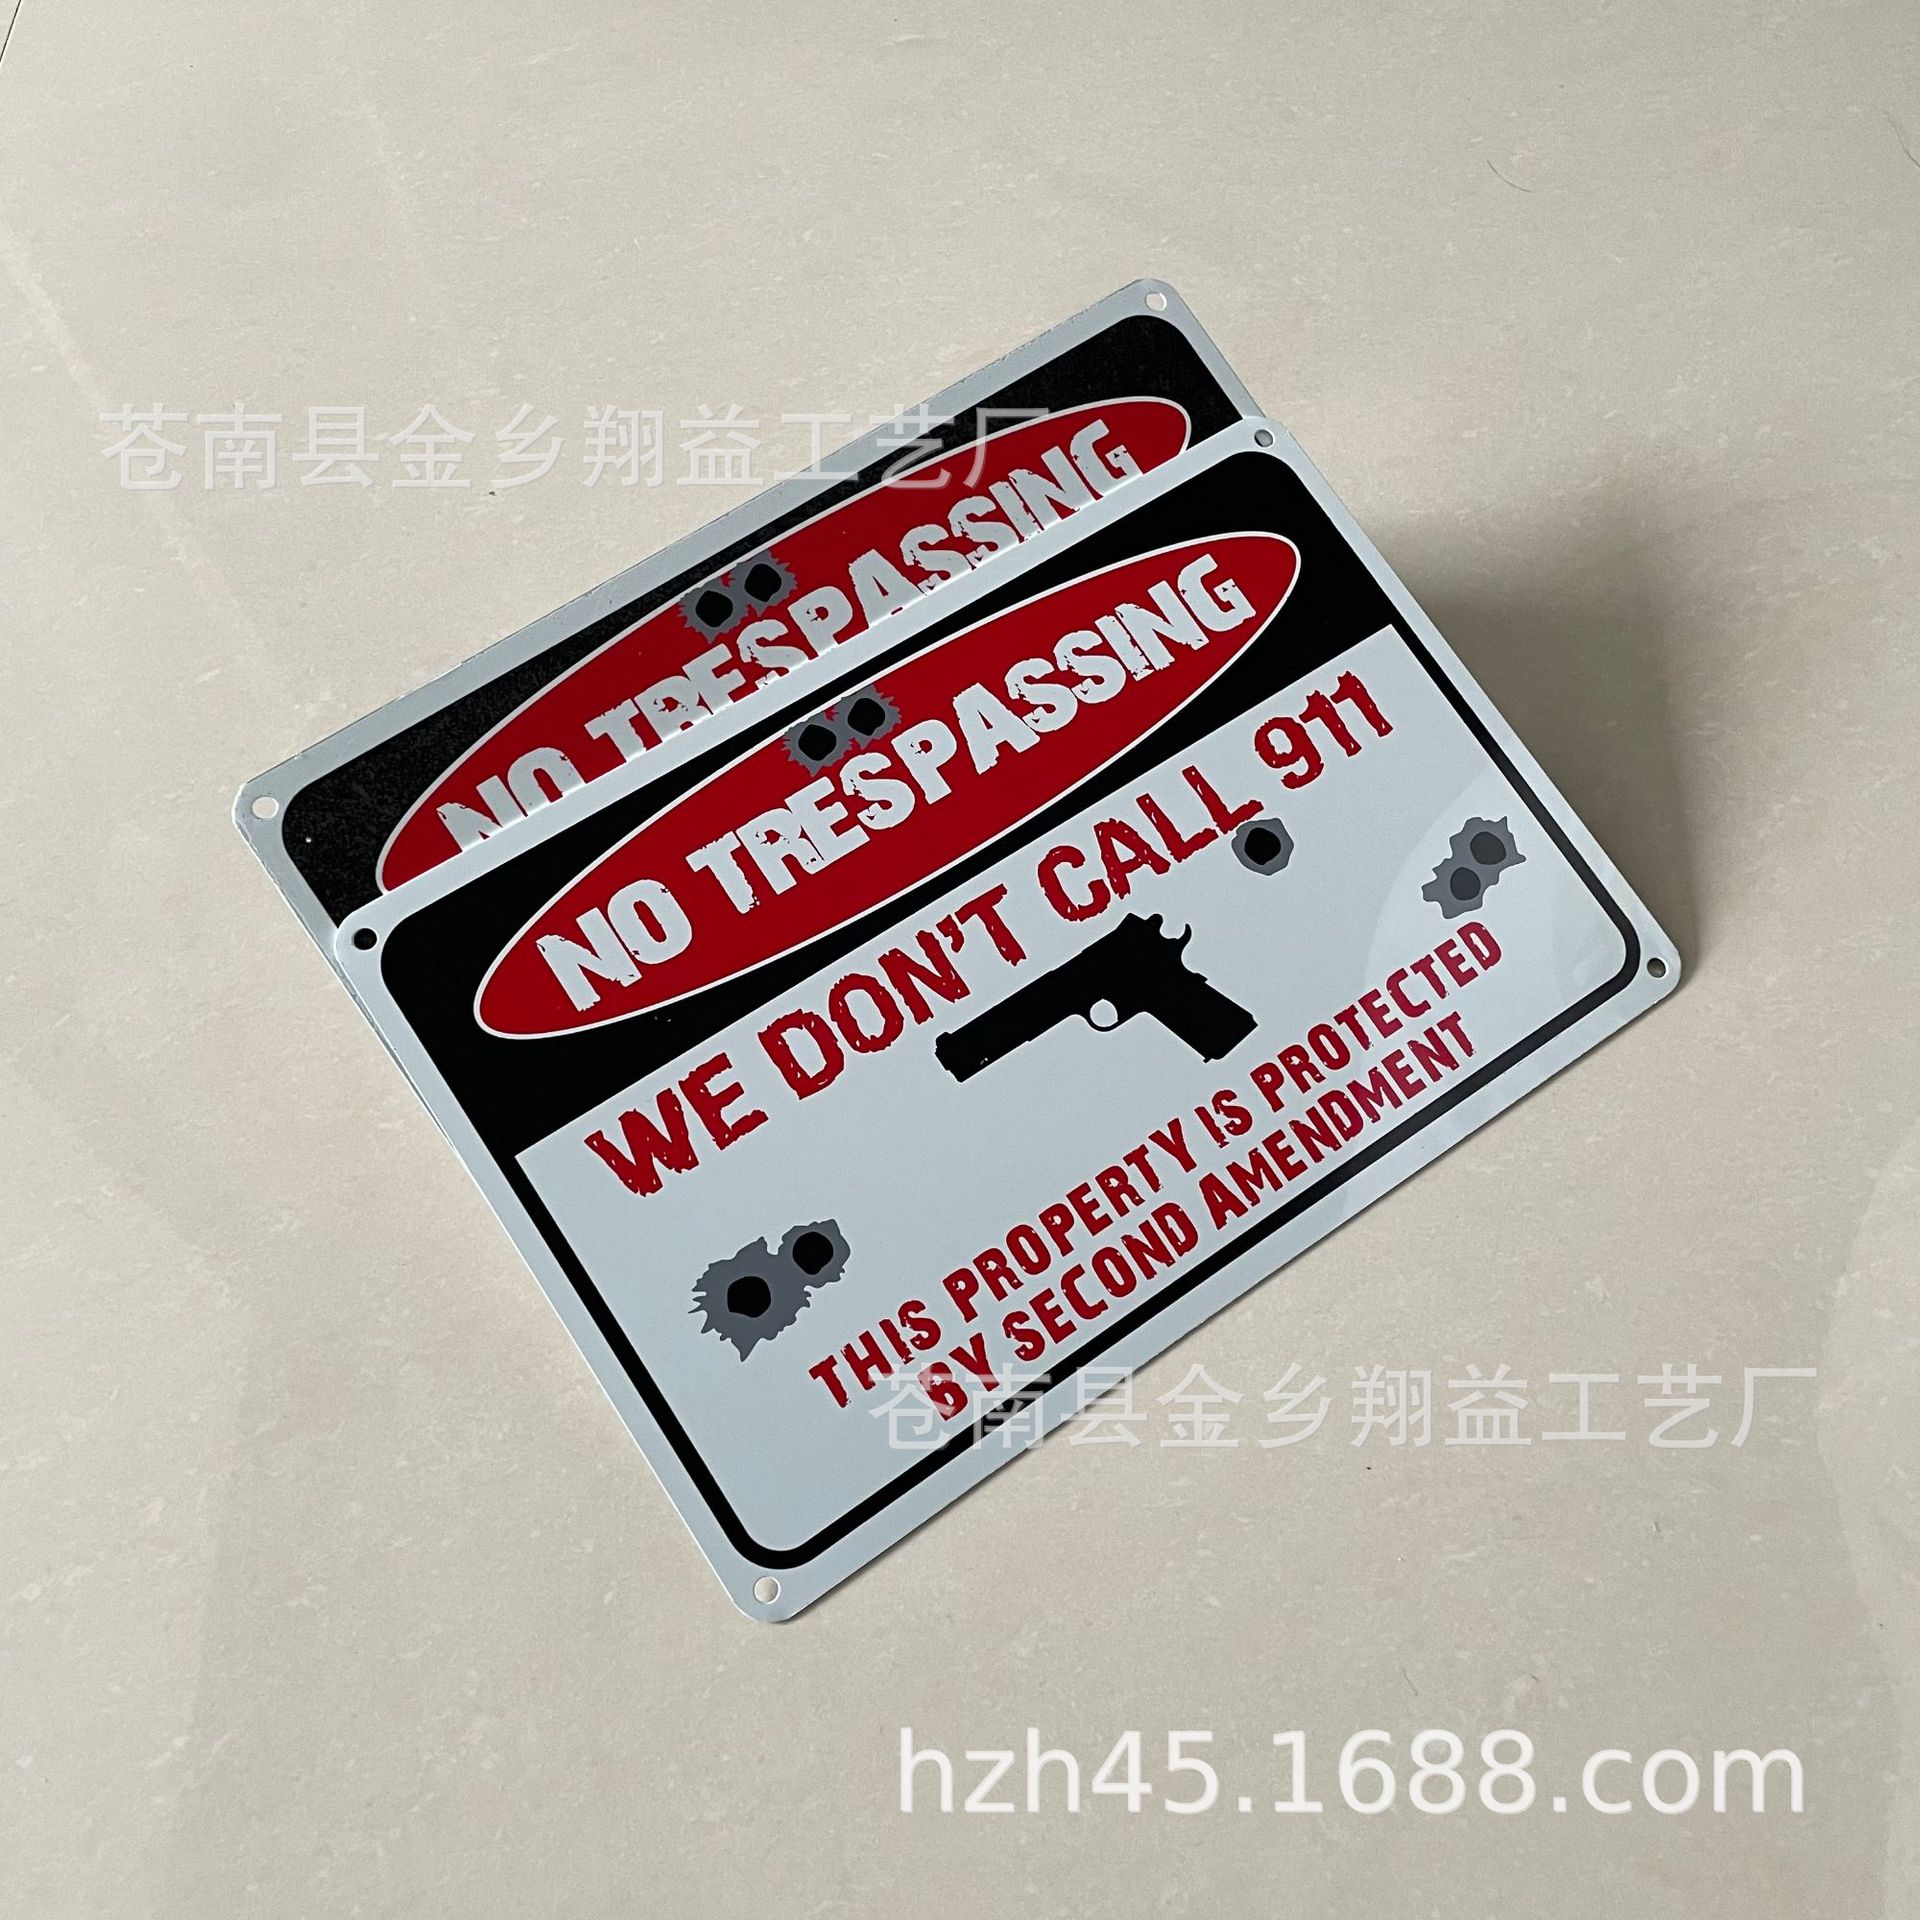 苍南县金乡翔益工艺厂
NO TRESPASSING
NO TRESPASSING
WE DON'T CALL 911
THIS PROPERTY IS PROTECTED
BY SECOND AMENDMENT
苍南县金乡翔益工艺厂
hzh45.1688.com